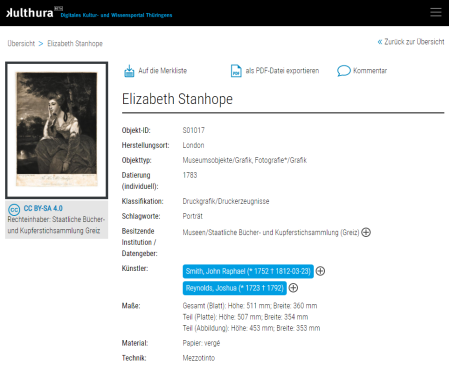 kulthura BETA Digitales Kultur- und Wissensportal Thüringens
Übersicht > Elizabeth Stanhope
« Zurück zur Übersicht
Auf die Merkliste
PDF als PDF-Datei exportieren
Kommentar
Elizabeth Stanhope
Objekt-ID: S01017
Herstellungsort: London
Objekttyp: Museumsobjekte/Grafik, Fotografie*/Grafik
Datierung 1783
(individuell):
Klassifikation: Druckgrafik/Druckerzeugnisse
Schlagworte: Porträt
Besitzende Museen/Staatliche Bücher- und Kupferstichsammlung (Greiz)
Institution /
Datengeber:
Künstler: Smith, John Raphael (* 1752 † 1812-03-23)
Reynolds, Joshua (* 1723 † 1792)
Maße: Gesamt (Blatt): Höhe: 511 mm; Breite: 360 mm
Teil (Platte): Höhe: 507 mm; Breite: 354 mm
Teil (Abbildung): Höhe: 453 mm; Breite: 353 mm
Material: Papier: vergé
Technik: Mezzotinto
cc CC BY-SA 4.0
Rechteinhaber: Staatliche Bücher-
und Kupferstichsammlung Greiz